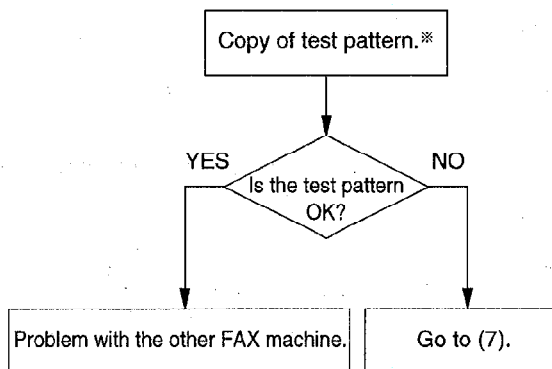 Copy of test pattern.※
YES
NO
Is the test pattern
OK?
Problem with the other FAX machine.
Go to (7).